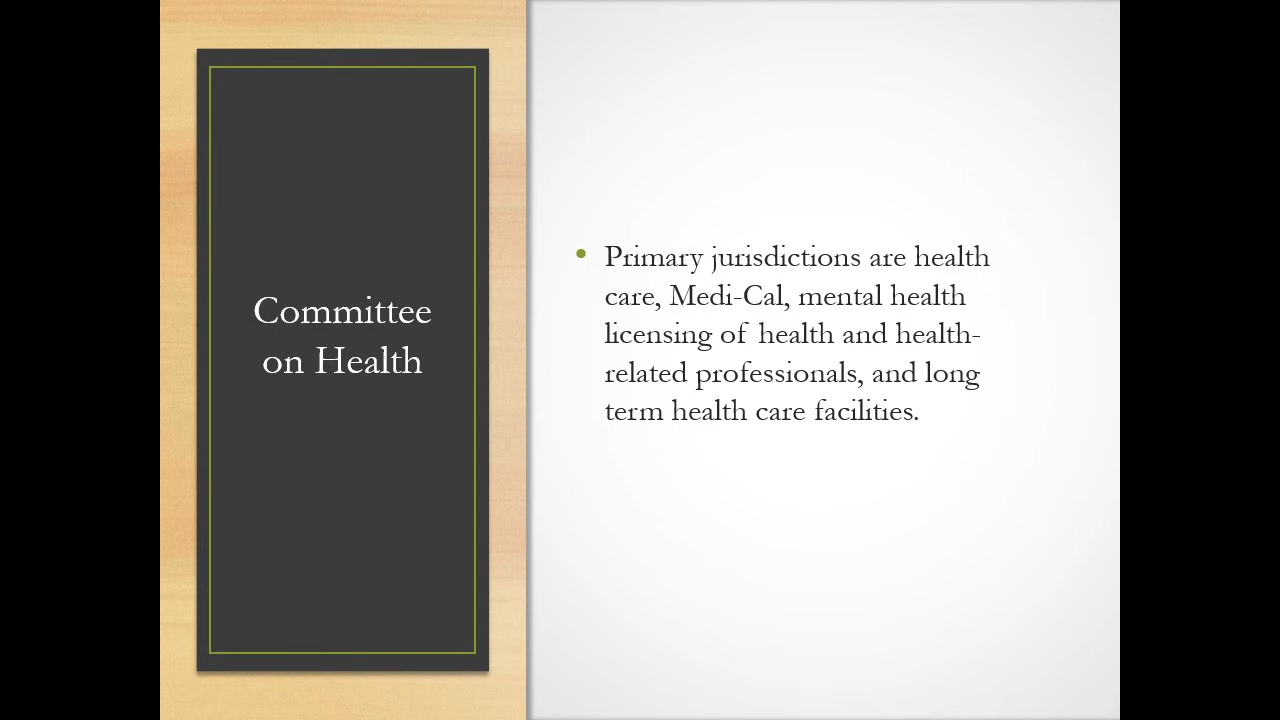 Committee
on Health
• Primary jurisdictions are health
care, Medi-Cal, mental health
licensing of health and health-
related professionals, and long
term health care facilities.